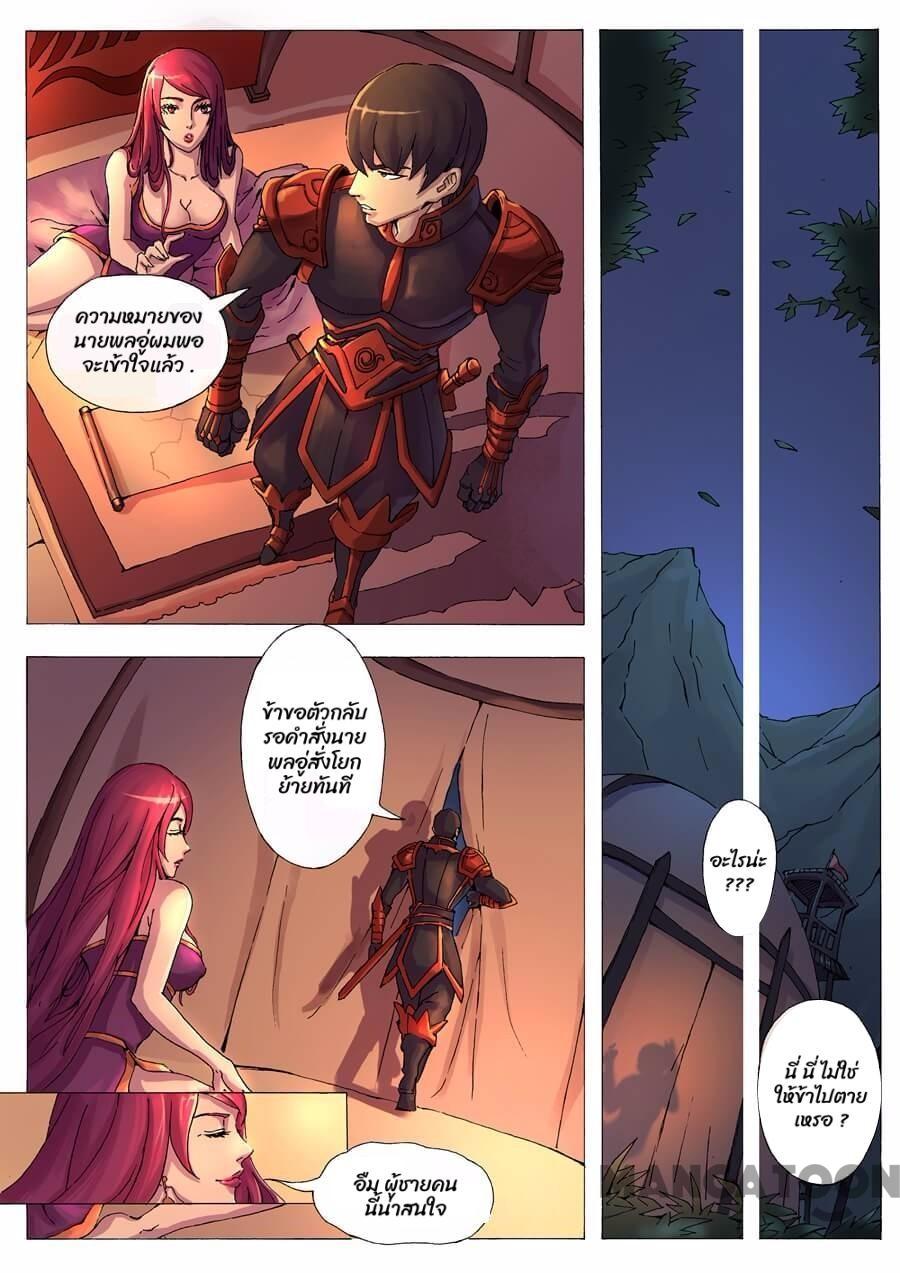 ความหมายของ
นายพลอู่ผมพอ
จะเข้าใจแล้ว .
ข้าขอตัวกลับ
รอคำสั่งนาย
พลอู่สั่งโยก
ย้ายทันที
อืม ผู้ชายคน
นี้น่าสนใจ
อะไรน่ะ
???
นี่ นี่ ไม่ใช่
ให้ข้าไปตาย
เหรอ ?
MANGATOON